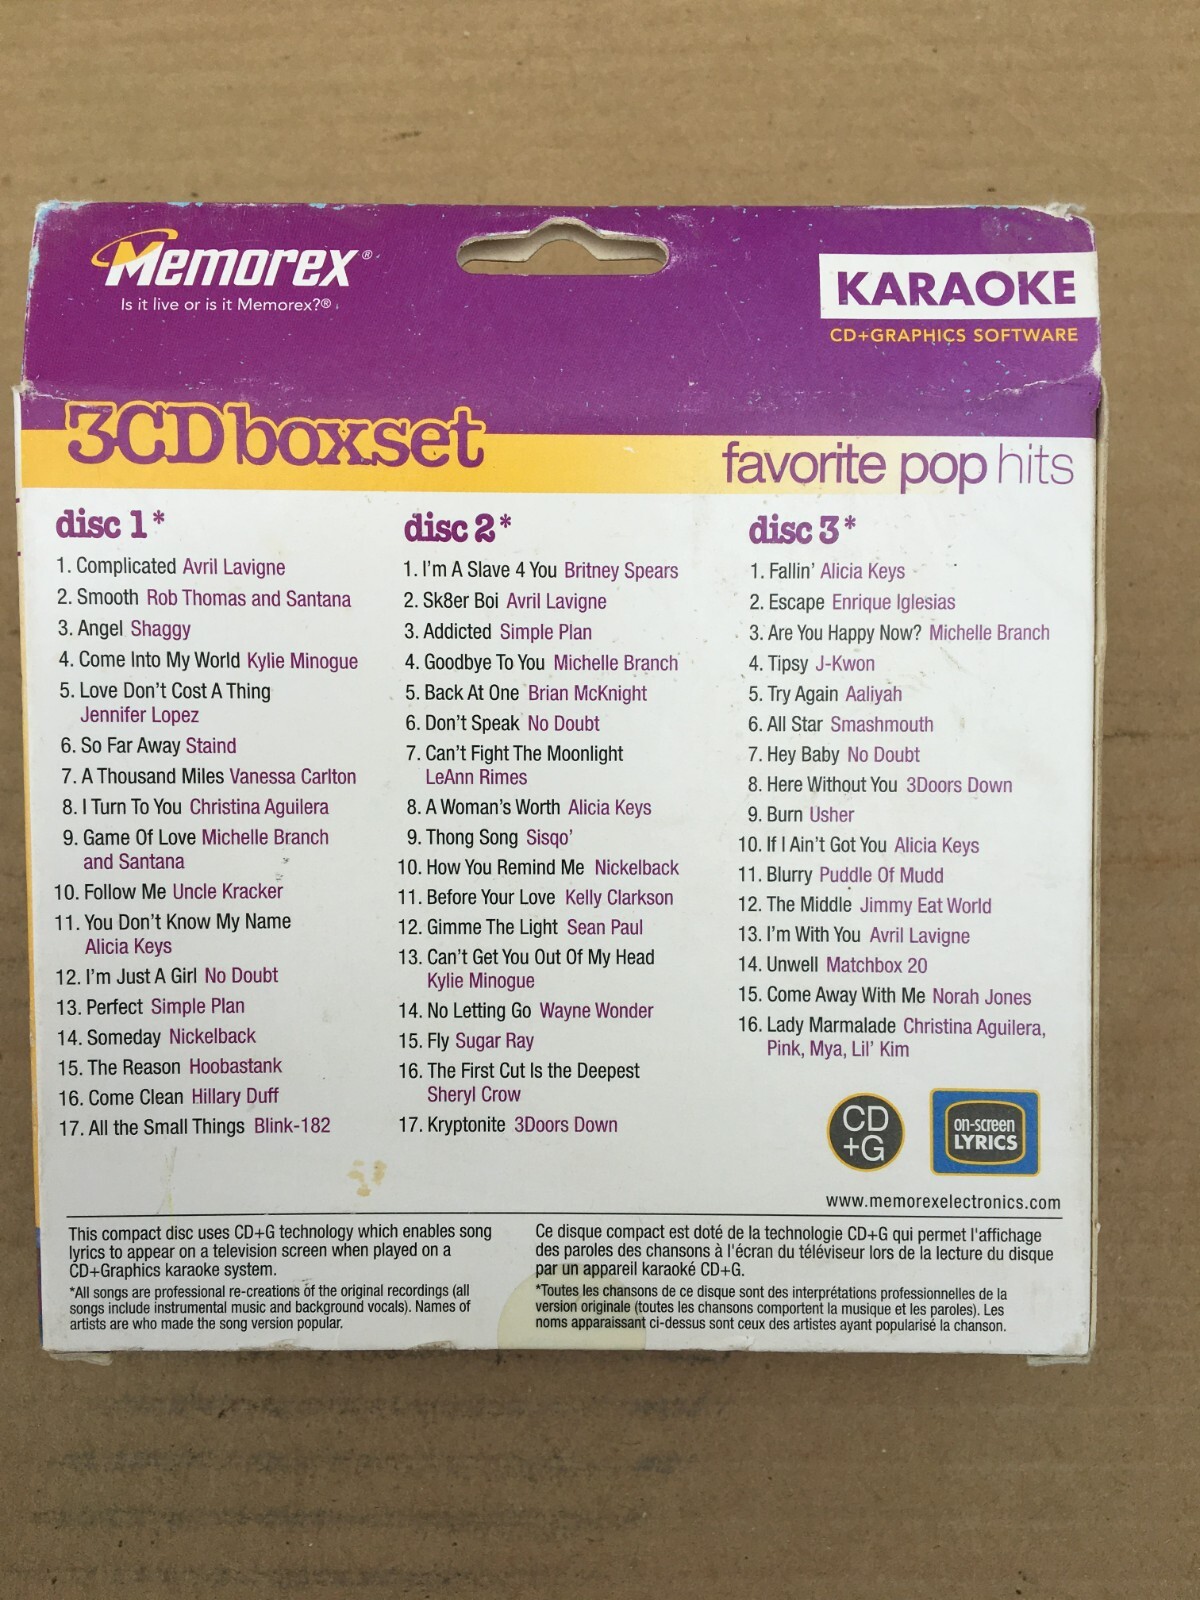 Memorex®
Is it live or is it Memorex?®
KARAOKE
CD+GRAPHICS SOFTWARE
3CD boxset
favorite pop hits
disc 1*
1. Complicated Avril Lavigne
2. Smooth Rob Thomas and Santana
3. Angel Shaggy
4. Come Into My World Kylie Minogue
5. Love Don't Cost A Thing
Jennifer Lopez
6. So Far Away Staind
7. A Thousand Miles Vanessa Carlton
8. I Turn To You Christina Aguilera
9. Game Of Love Michelle Branch
and Santana
10. Follow Me Uncle Kracker
11. You Don't Know My Name
Alicia Keys
12. I'm Just A Girl No Doubt
13. Perfect Simple Plan
14. Someday Nickelback
15. The Reason Hoobastank
16. Come Clean Hillary Duff
17. All the Small Things Blink-182
disc 2*
1. I'm A Slave 4 You Britney Spears
2. Sk8er Boi Avril Lavigne
3. Addicted Simple Plan
4. Goodbye To You Michelle Branch
5. Back At One Brian McKnight
6. Don't Speak No Doubt
7. Can't Fight The Moonlight
LeAnn Rimes
8. A Woman's Worth Alicia Keys
9. Thong Song Sisqo'
10. How You Remind Me Nickelback
11. Before Your Love Kelly Clarkson
12. Gimme The Light Sean Paul
13. Can't Get You Out Of My Head
Kylie Minogue
14. No Letting Go Wayne Wonder
15. Fly Sugar Ray
16. The First Cut Is the Deepest
Sheryl Crow
17. Kryptonite 3Doors Down
disc 3*
1. Fallin' Alicia Keys
2. Escape Enrique Iglesias
3. Are You Happy Now? Michelle Branch
4. Tipsy J-Kwon
5. Try Again Aaliyah
6. All Star Smashmouth
7. Hey Baby No Doubt
8. Here Without You 3Doors Down
9. Burn Usher
10. If I Ain't Got You Alicia Keys
11. Blurry Puddle Of Mudd
12. The Middle Jimmy Eat World
13. I'm With You Avril Lavigne
14. Unwell Matchbox 20
15. Come Away With Me Norah Jones
16. Lady Marmalade Christina Aguilera,
Pink, Mya, Lil' Kim
CD
+G
on-screen
LYRICS
www.memorexelectronics.com
This compact disc uses CD+G technology which enables song
lyrics to appear on a television screen when played on a
CD+Graphics karaoke system.
*All songs are professional re-creations of the original recordings (all
songs include instrumental music and background vocals). Names of
artists are who made the song version popular.
Ce disque compact est doté de la technologie CD+G qui permet l'affichage
des paroles des chansons à l'écran du téléviseur lors de la lecture du disque
par un appareil karaoké CD+G.
*Toutes les chansons de ce disque sont des interprétations professionnelles de la
version originale (toutes les chansons comportent la musique et les paroles). Les
noms apparaissant ci-dessus sont ceux des artistes ayant popularisé la chanson.